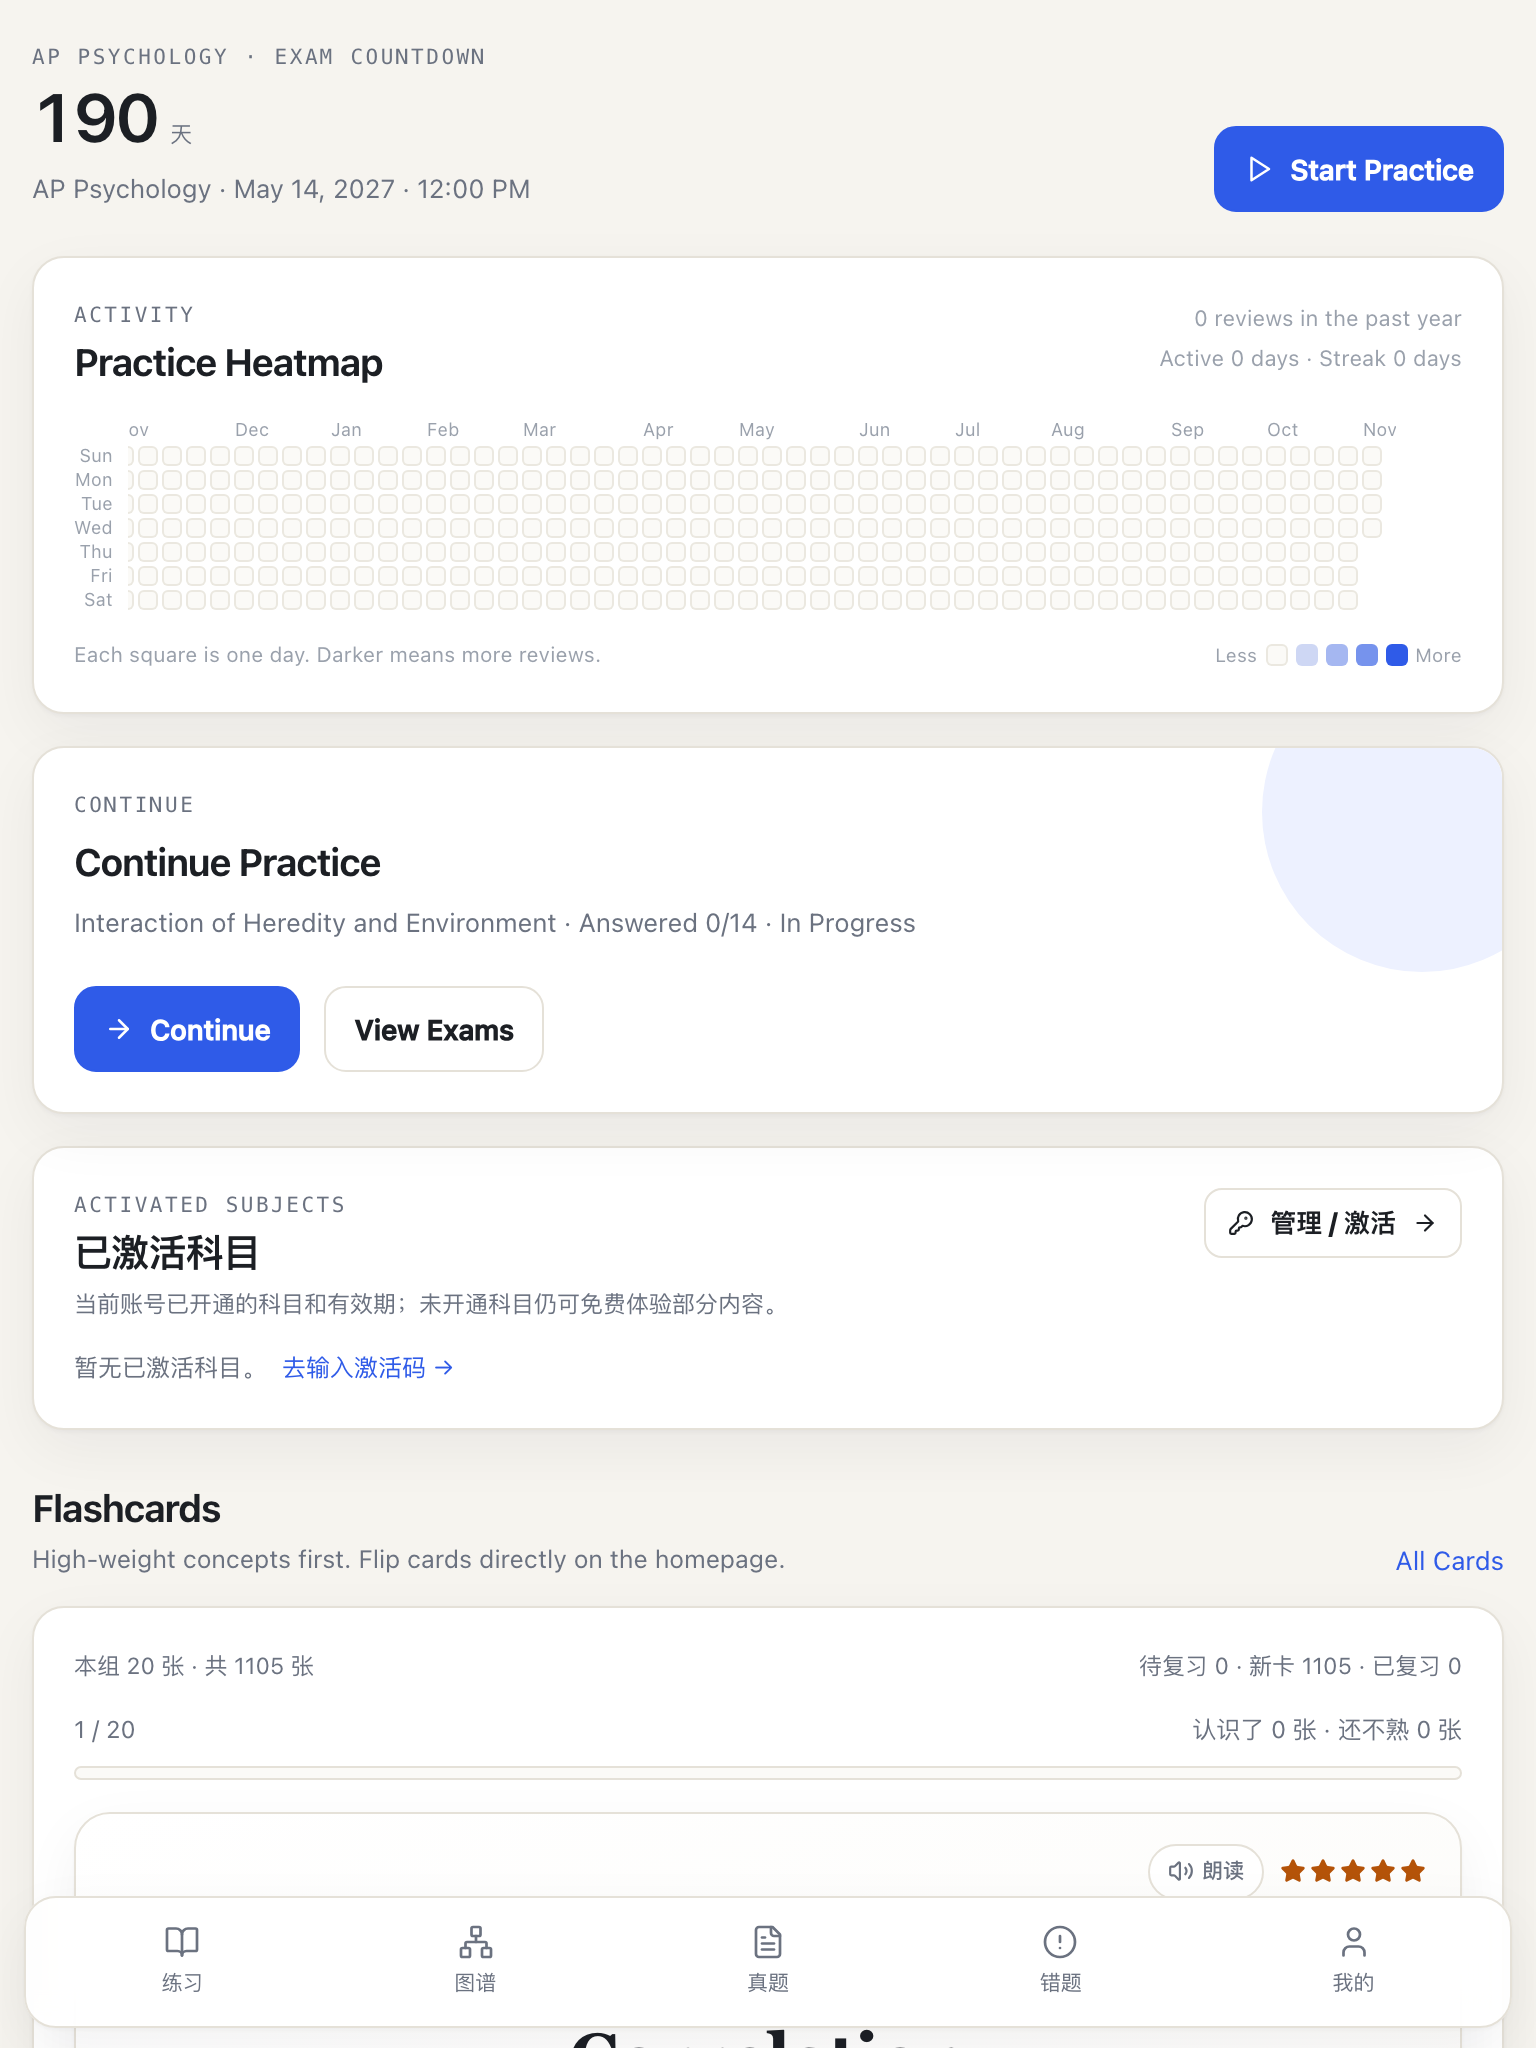 AP PSYCHOLOGY · EXAM COUNTDOWN
190 天
AP Psychology · May 14, 2027 · 12:00 PM
Start Practice
ACTIVITY
Practice Heatmap
0 reviews in the past year
Active 0 days · Streak 0 days
ov Dec Jan Feb Mar Apr May Jun Jul Aug Sep Oct Nov
Sun
Mon
Tue
Wed
Thu
Fri
Sat
Each square is one day. Darker means more reviews.
Less More
CONTINUE
Continue Practice
Interaction of Heredity and Environment · Answered 0/14 · In Progress
Continue
View Exams
ACTIVATED SUBJECTS
已激活科目
管理 / 激活 →
当前账号已开通的科目和有效期；未开通科目仍可免费体验部分内容。
暂无已激活科目。 去输入激活码 →
Flashcards
High-weight concepts first. Flip cards directly on the homepage.
All Cards
本组 20 张 · 共 1105 张
待复习 0 · 新卡 1105 · 已复习 0
1 / 20
认识了 0 张 · 还不熟 0 张
朗读
练习
图谱
真题
错题
我的